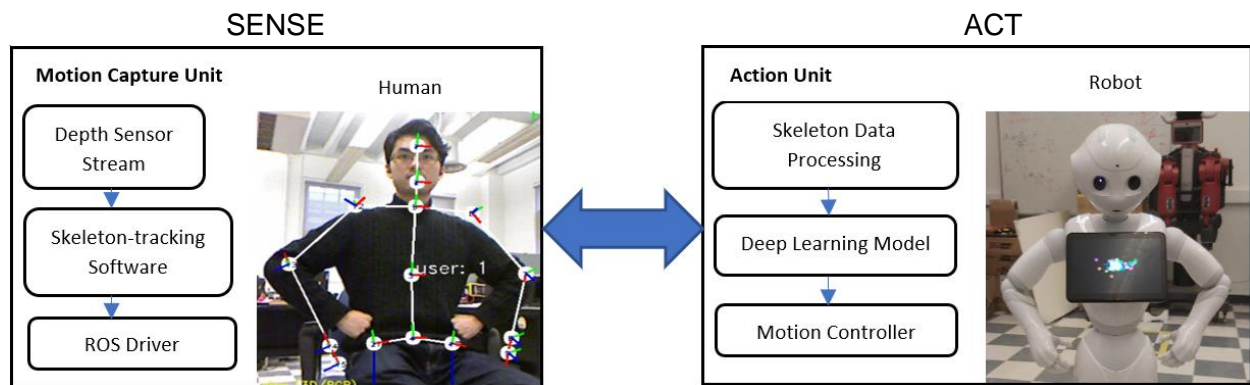 SENSE
Motion Capture Unit
Human
Depth Sensor
Stream
Skeleton-tracking
Software
ROS Driver
user: 1
ACT
Action Unit
Robot
Skeleton Data
Processing
Deep Learning Model
Motion Controller